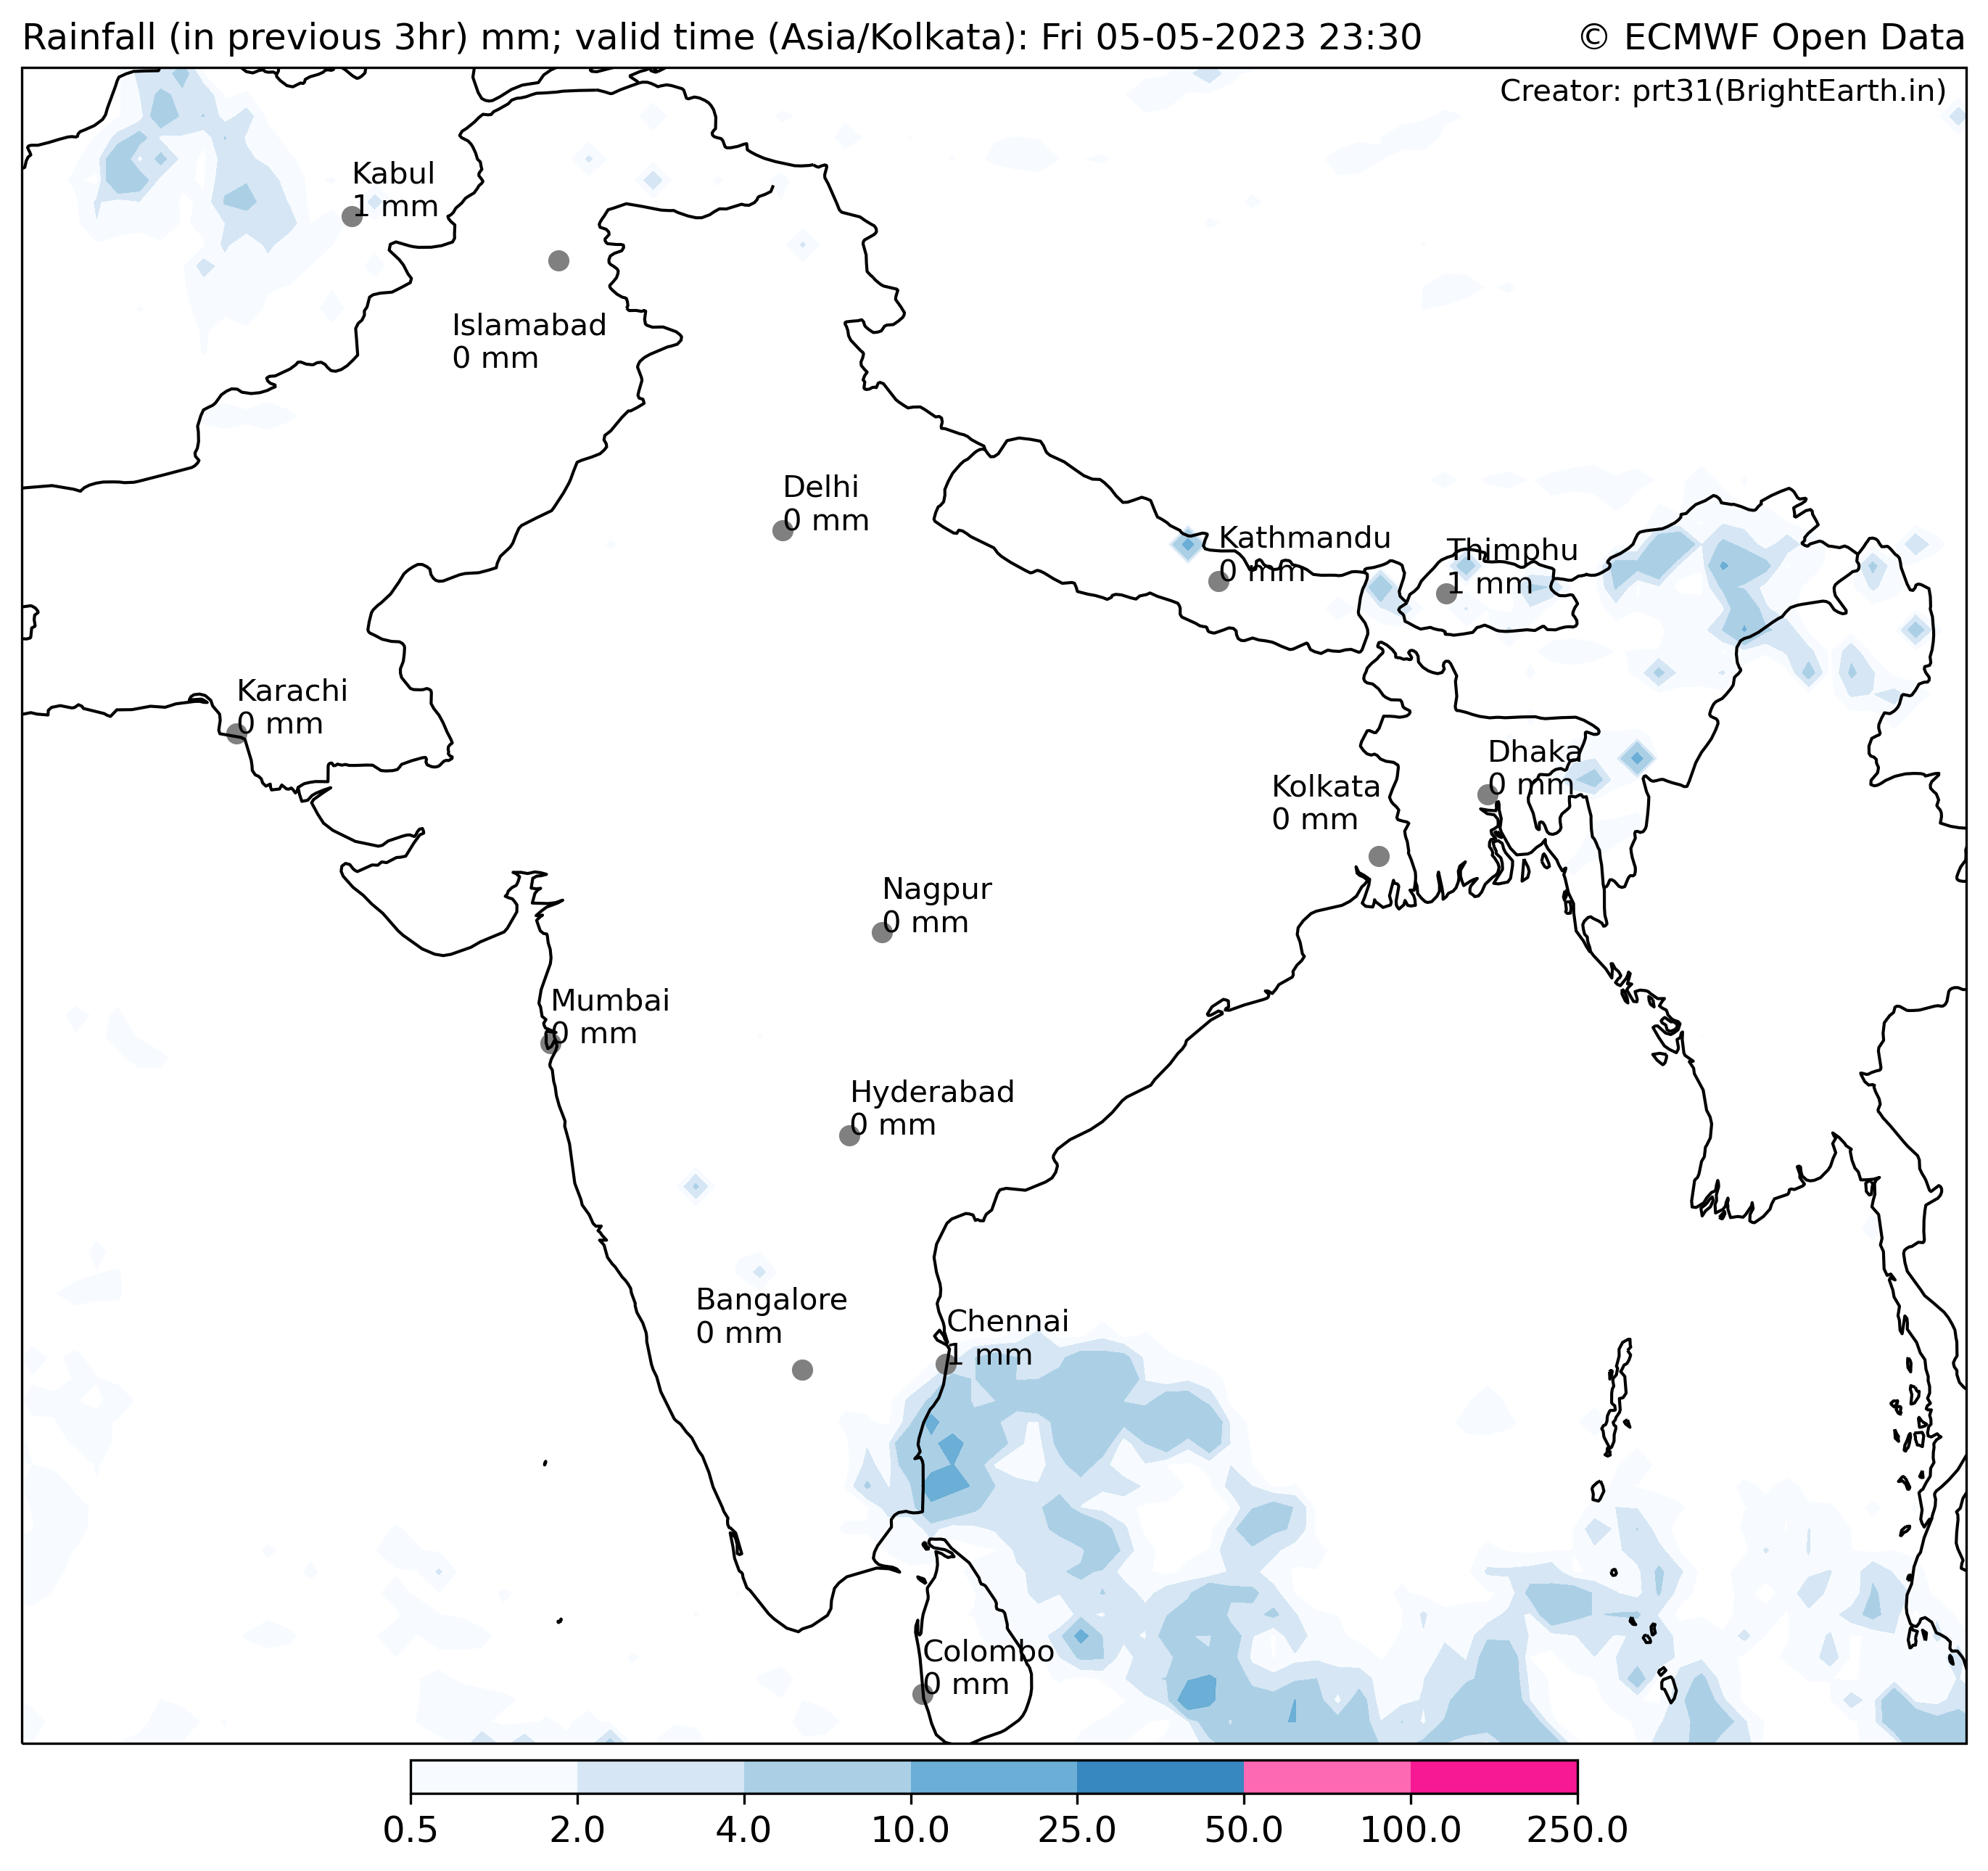 Rainfall (in previous 3hr) mm; valid time (Asia/Kolkata): Fri 05-05-2023 23:30
© ECMWF Open Data
Creator: prt31(BrightEarth.in)
Kabul
1 mm
Islamabad
0 mm
Delhi
0 mm
Kathmandu
0 mm
Thimphu
1 mm
Karachi
0 mm
Dhaka
0 mm
Kolkata
0 mm
Nagpur
0 mm
Mumbai
0 mm
Hyderabad
0 mm
Bangalore
0 mm
Chennai
1 mm
Colombo
0 mm
0.5 2.0 4.0 10.0 25.0 50.0 100.0 250.0